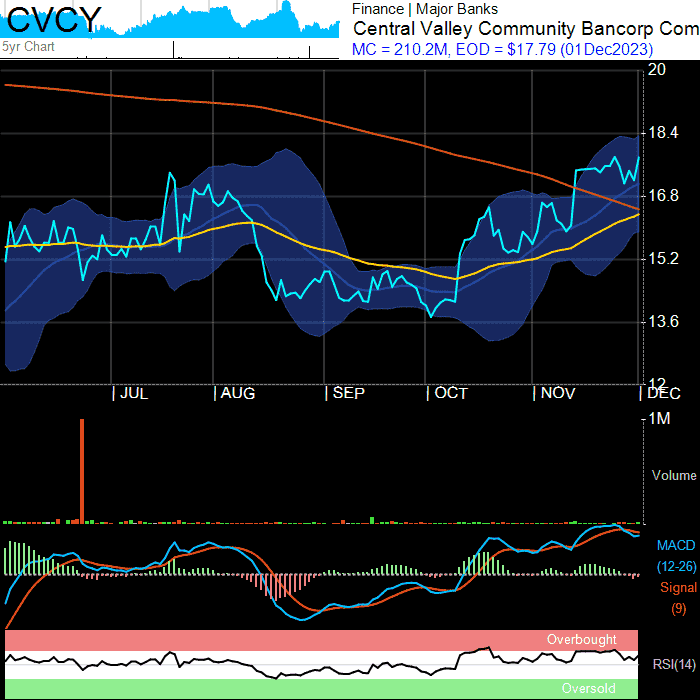 CVCY
5yr Chart
Finance | Major Banks
Central Valley Community Bancorp Com
MC = 210.2M, EOD = $17.79 (01Dec2023)
20
18.4
16.8
15.2
13.6
12
| JUL
| AUG
| SEP
| OCT
| NOV
| DEC
1M
Volume
MACD
(12-26)
Signal
(9)
Overbought
RSI(14)
Oversold